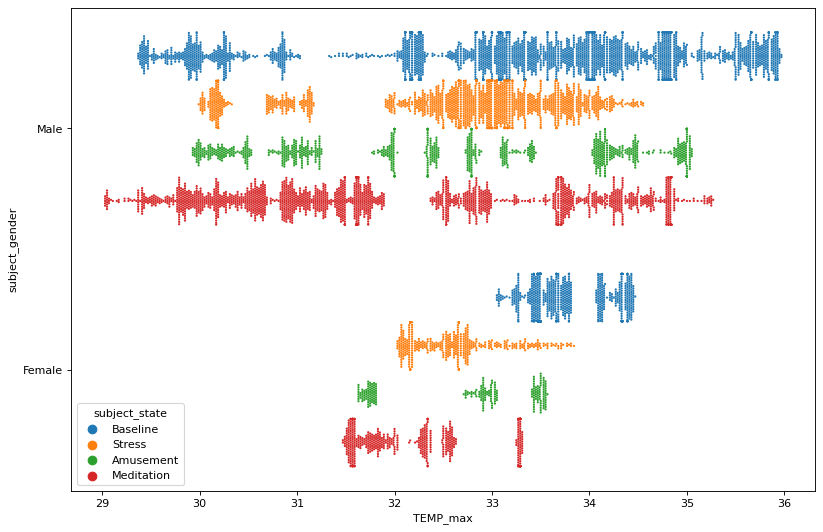 subject_gender
Male
Female
subject_state
Baseline
Stress
Amusement
Meditation
29 30 31 32 33 34 35 36
TEMP_max